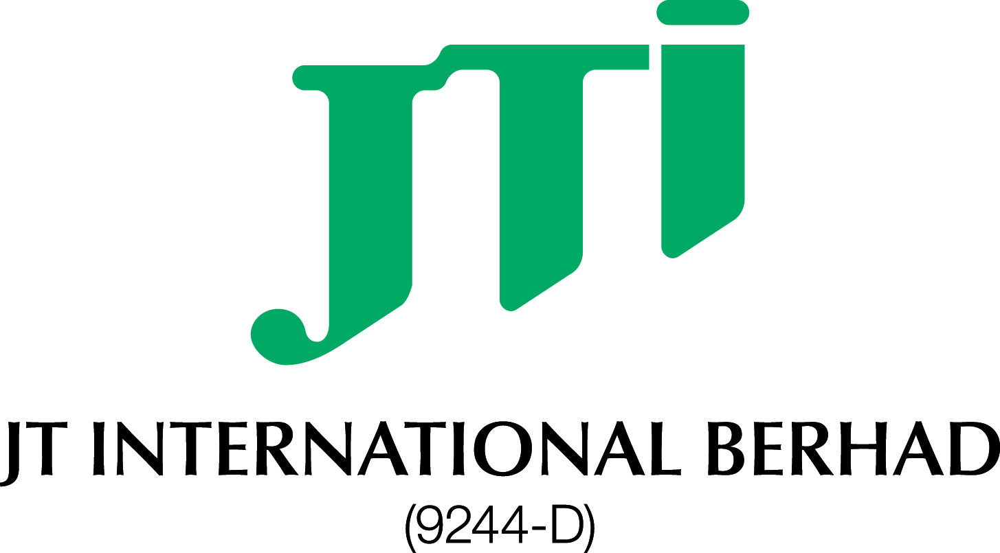 JTi
JT INTERNATIONAL BERHAD
(9244-D)